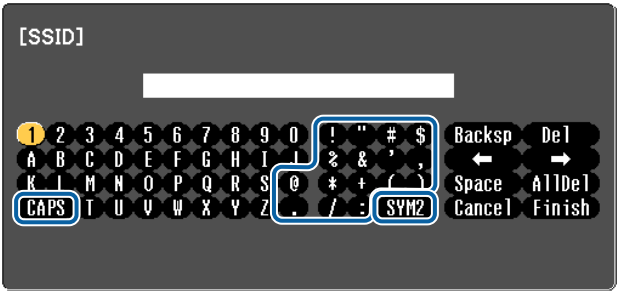 [SSID]
1 2 3 4 5 6 7 8 9 0 ! " # $ Backsp Del
A B C D E F G H I J % & ' , ← →
K L M N O P Q R S @ * + ( ) Space AllDel
CAPS T U V W X Y Z . / : SYM2 Cancel Finish